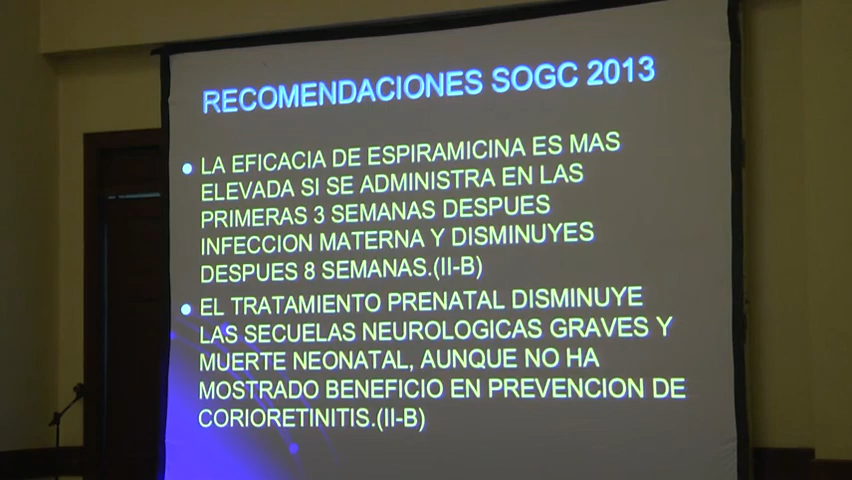 RECOMENDACIONES SOGC 2013
LA EFICACIA DE ESPIRAMICINA ES MAS
ELEVADA SI SE ADMINISTRA EN LAS
PRIMERAS 3 SEMANAS DESPUES
INFECCION MATERNA Y DISMINUYES
DESPUES 8 SEMANAS.(II-B)
EL TRATAMIENTO PRENATAL DISMINUYE
LAS SECUELAS NEUROLOGICAS GRAVES Y
MUERTE NEONATAL, AUNQUE NO HA
MOSTRADO BENEFICIO EN PREVENCION DE
CORIORETINITIS.(II-B)